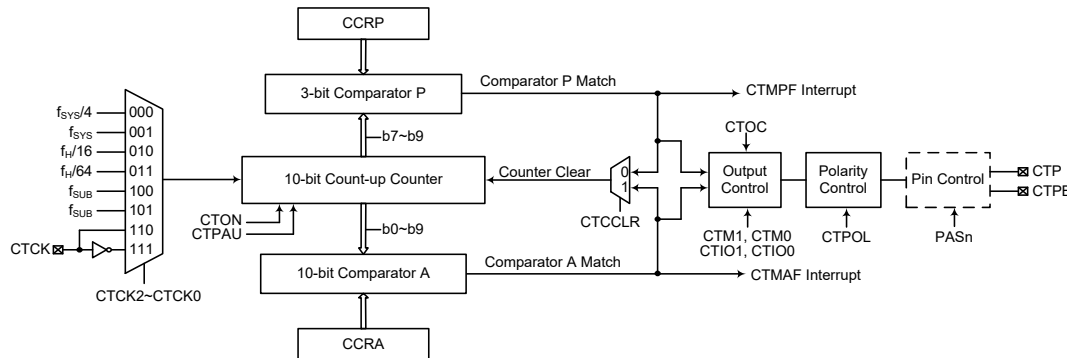 CCRP
3-bit Comparator P
Comparator P Match
CTMPF Interrupt
b7~b9
fSYS/4
000
fSYS
001
fH/16
010
fH/64
011
fSUB
100
fSUB
101
110
CTCK
111
CTCK2~CTCK0
10-bit Count-up Counter
CTON
CTPAU
Counter Clear
0
1
CTCCLR
CTOC
Output
Control
CTM1, CTM0
CTIO1, CTIO0
Polarity
Control
CTPOL
Pin Control
PASn
CTP
b0~b9
10-bit Comparator A
Comparator A Match
CTMAF Interrupt
CCRA